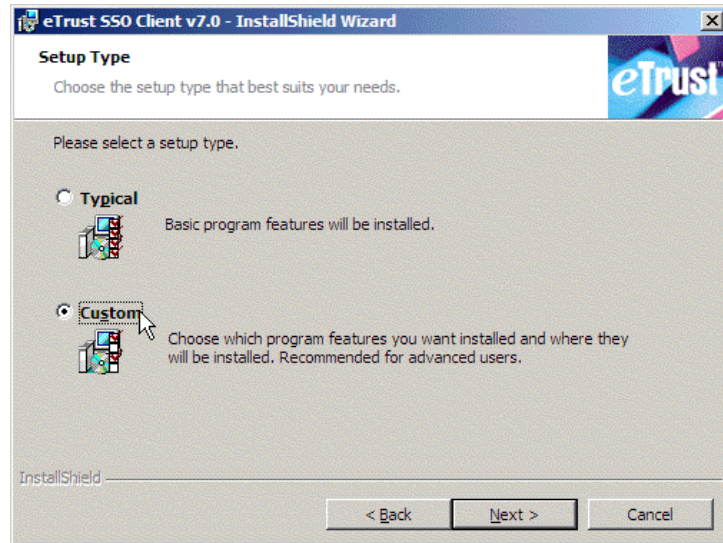 eTrust SSO Client v7.0 - InstallShield Wizard
Setup Type
Choose the setup type that best suits your needs.
eTrust™
Please select a setup type.
Typical
Basic program features will be installed.
Custom
Choose which program features you want installed and where they
will be installed. Recommended for advanced users.
InstallShield
< Back
Next >
Cancel